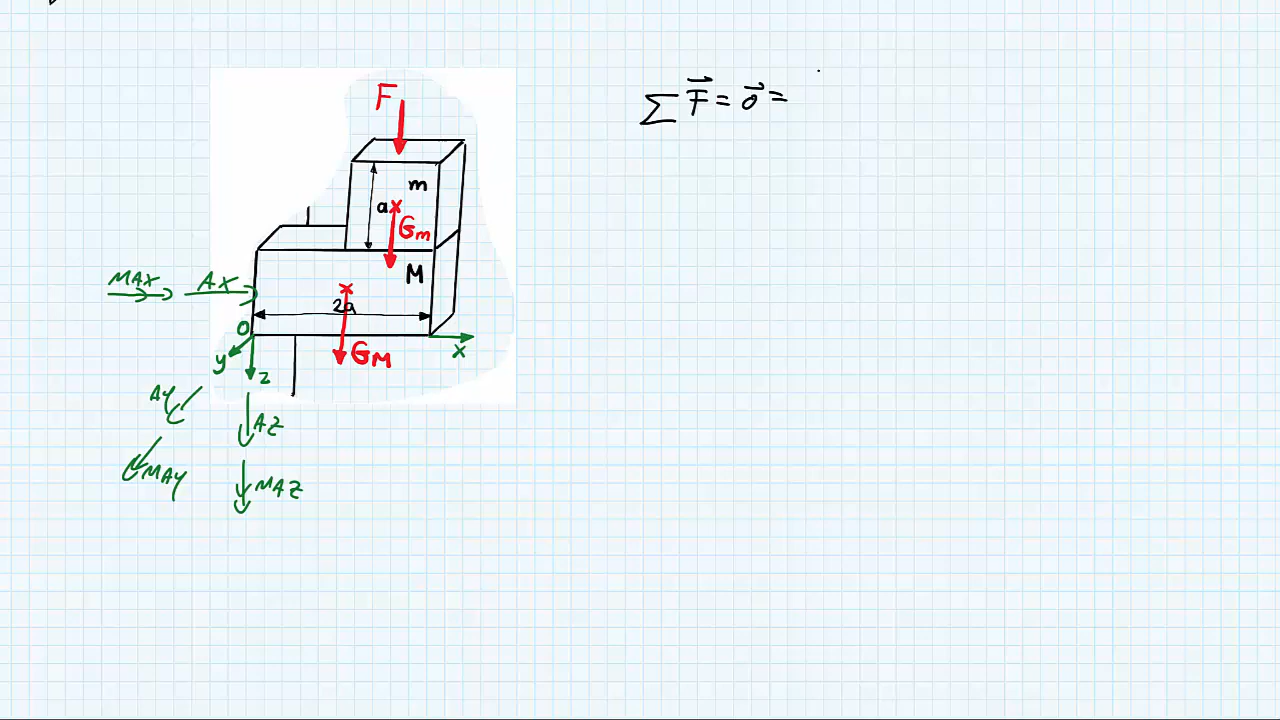 ∑ F⃗ = 0⃗ =
F
m
a
Gm
M
MAX
AX
2a
O
GM
x
y
z
AY
AZ
MAY
MAZ